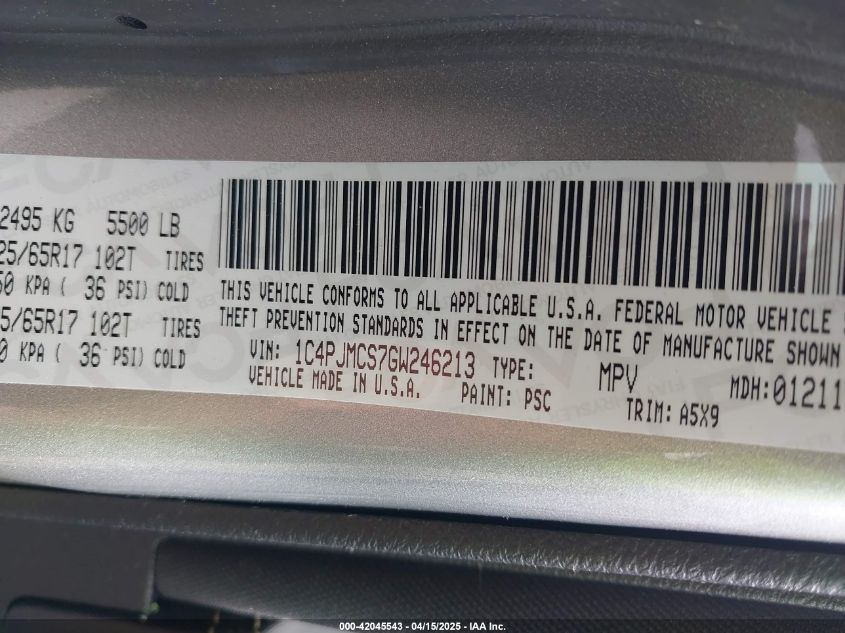 2495 KG 5500 LB
25/65R17 102T TIRES
50 KPA ( 36 PSI) COLD
5/65R17 102T TIRES
0 KPA ( 36 PSI) COLD
THIS VEHICLE CONFORMS TO ALL APPLICABLE U.S.A. FEDERAL MOTOR VEHICLE
THEFT PREVENTION STANDARDS IN EFFECT ON THE DATE OF MANUFACTURE SHOWN
VIN: 1C4PJMCS7GW246213 TYPE: MPV MDH: 01211
VEHICLE MADE IN U.S.A. PAINT: PSC TRIM: A5X9
000-42045543 - 04/15/2025 - IAA Inc.